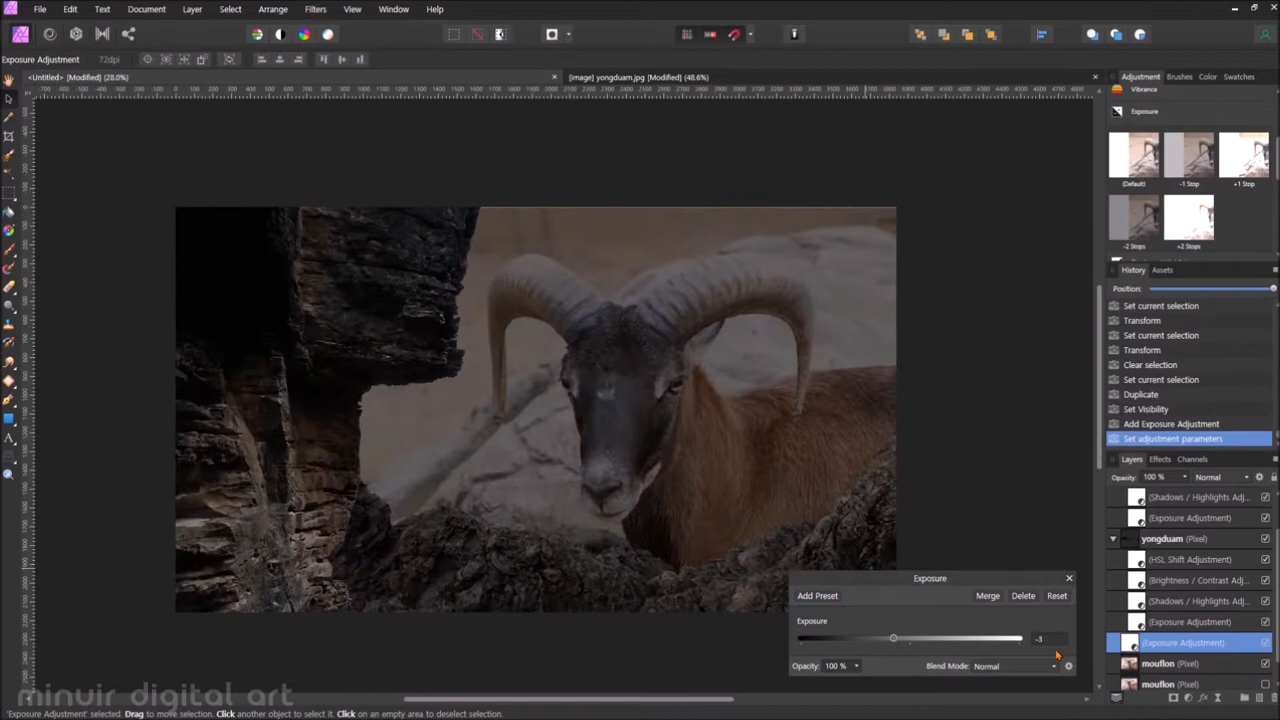 File Edit Text Document Layer Select Arrange Filters View Window Help
Exposure Adjustment 72dpi
<Untitled> [Modified] (28.0%)
[image] yongduam.jpg [Modified] (48.6%)
Adjustment Brushes Color Swatches
Vibrance
Exposure
(Default) -1 Stop +1 Stop
-2 Stops +2 Stops
History Assets
Position:
Set current selection
Transform
Set current selection
Transform
Clear selection
Set current selection
Duplicate
Set Visibility
Add Exposure Adjustment
Set adjustment parameters
Layers Effects Channels
Opacity: 100 % Normal
(Shadows / Highlights Adj...
(Exposure Adjustment)
yongduam (Pixel)
(HSL Shift Adjustment)
(Brightness / Contrast Adj...
(Shadows / Highlights Adj...
(Exposure Adjustment)
(Exposure Adjustment)
mouflon (Pixel)
mouflon (Pixel)
Exposure
Add Preset Merge Delete Reset
Exposure
-3
Opacity: 100 % Blend Mode: Normal
minuir digital art
'Exposure Adjustment' selected. Drag to move selection. Click another object to select it. Click on an empty area to deselect selection.